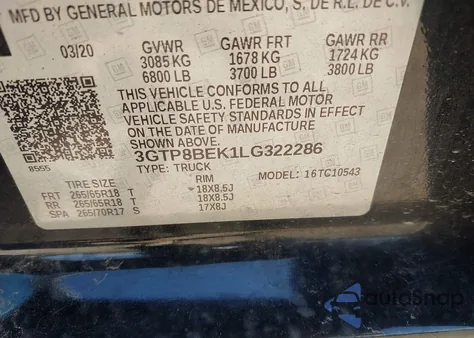 MFD BY GENERAL MOTORS DE MEXICO, S. DE R.L. DE C.V.
03/20 GVWR GAWR FRT GAWR RR
3085 KG 1678 KG 1724 KG
6800 LB 3700 LB 3800 LB
THIS VEHICLE CONFORMS TO ALL
APPLICABLE U.S. FEDERAL MOTOR
VEHICLE SAFETY STANDARDS IN
EFFECT ON THE DATE OF MANUFACTURE
SHOWN ABOVE.
3GTP8BEK1LG322286
8555 TYPE: TRUCK MODEL: 16TC10543
TIRE SIZE RIM
FRT 265/65R18 T 18X8.5J
RR 265/65R18 T 18X8.5J
SPA 265/70R17 S 17X8J
GM
autoSnap